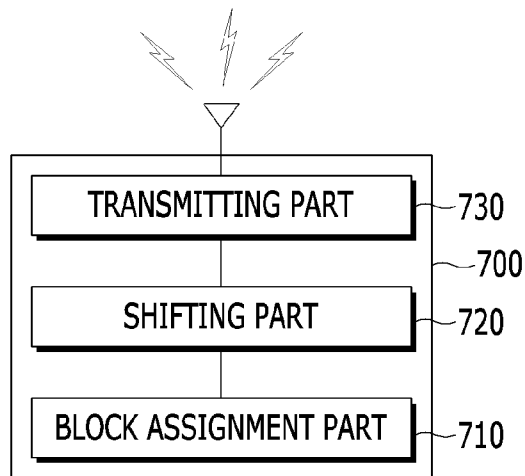 TRANSMITTING PART
730
700
SHIFTING PART
720
BLOCK ASSIGNMENT PART
710